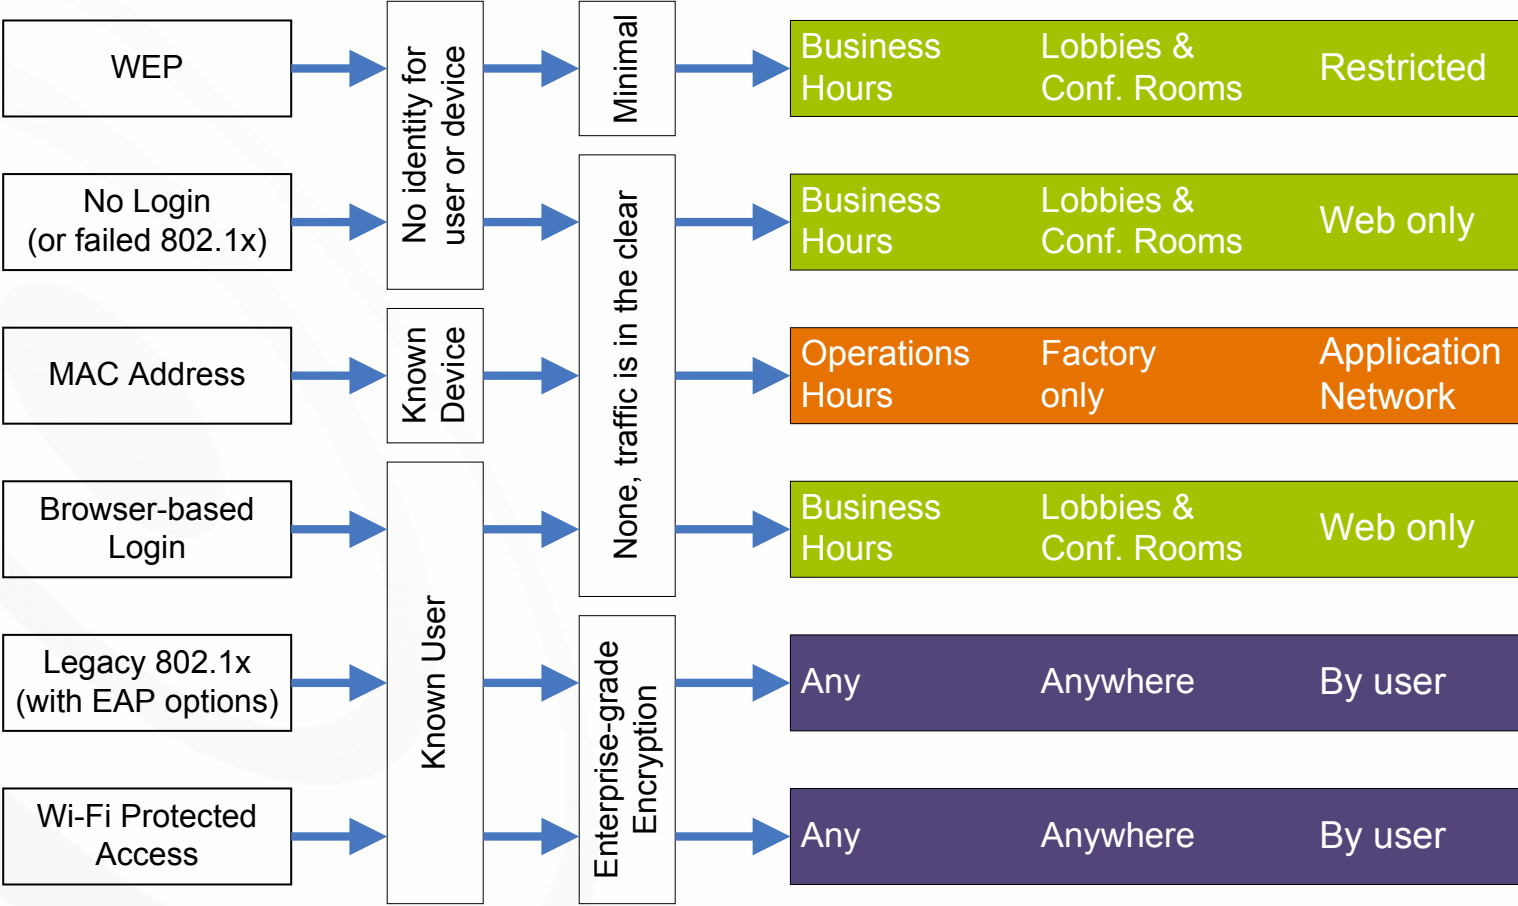 WEP
No identity for
user or device
Minimal
Business
Hours
Lobbies &
Conf. Rooms
Restricted
No Login
(or failed 802.1x)
None, traffic is in the clear
Business
Hours
Lobbies &
Conf. Rooms
Web only
MAC Address
Known
Device
Operations
Hours
Factory
only
Application
Network
Browser-based
Login
Known User
Business
Hours
Lobbies &
Conf. Rooms
Web only
Legacy 802.1x
(with EAP options)
Enterprise-grade
Encryption
Any
Anywhere
By user
Wi-Fi Protected
Access
Any
Anywhere
By user